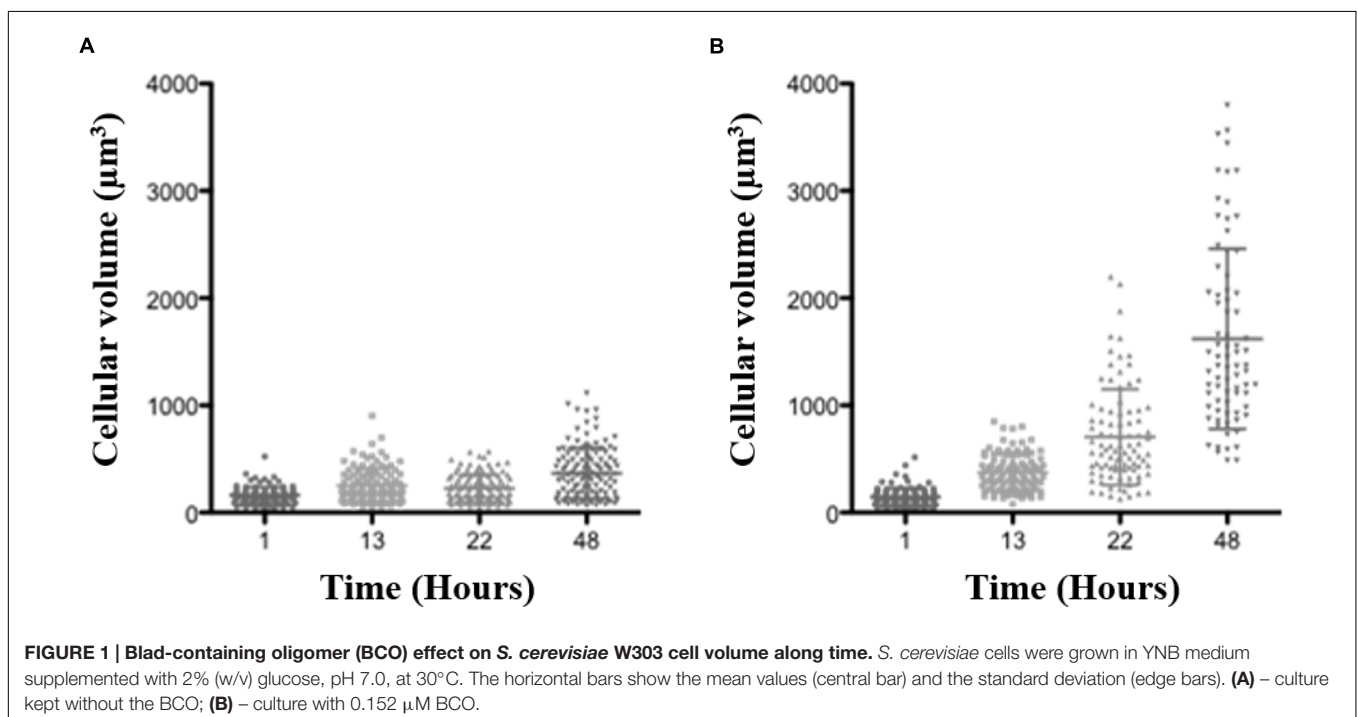 A
Cellular volume (µm³)
4000
3000
2000
1000
0
1 13 22 48
Time (Hours)
B
Cellular volume (µm³)
4000
3000
2000
1000
0
1 13 22 48
Time (Hours)
FIGURE 1 | Blad-containing oligomer (BCO) effect on S. cerevisiae W303 cell volume along time. S. cerevisiae cells were grown in YNB medium
supplemented with 2% (w/v) glucose, pH 7.0, at 30°C. The horizontal bars show the mean values (central bar) and the standard deviation (edge bars). (A) – culture
kept without the BCO; (B) – culture with 0.152 µM BCO.